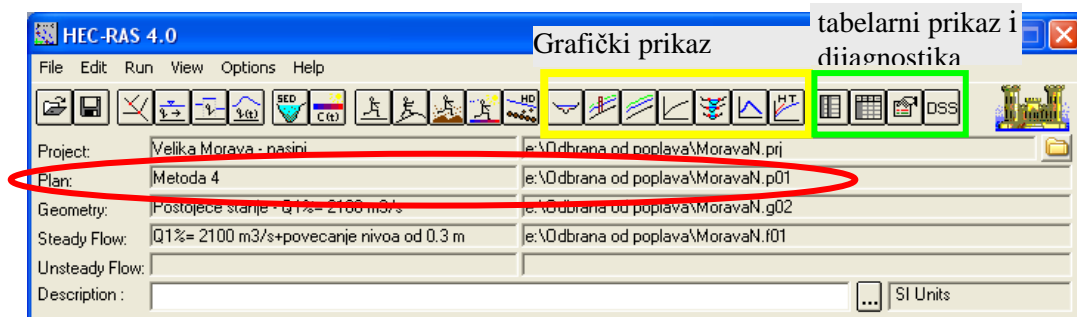 HEC-RAS 4.0
Grafički prikaz
tabelarni prikaz i
dijagnostika
File Edit Run View Options Help
SED
C(t)
HD
HT
DSS
Project: Velika Morava - nasipi e:\Odbrana od poplava\MoravaN.prj
Plan: Metoda 4 e:\Odbrana od poplava\MoravaN.p01
Geometry: Postojece stanje - Q1%= 2100 m3/s e:\Odbrana od poplava\MoravaN.g02
Steady Flow: Q1%= 2100 m3/s+povecanje nivoa od 0.3 m e:\Odbrana od poplava\MoravaN.f01
Unsteady Flow:
Description : ... SI Units